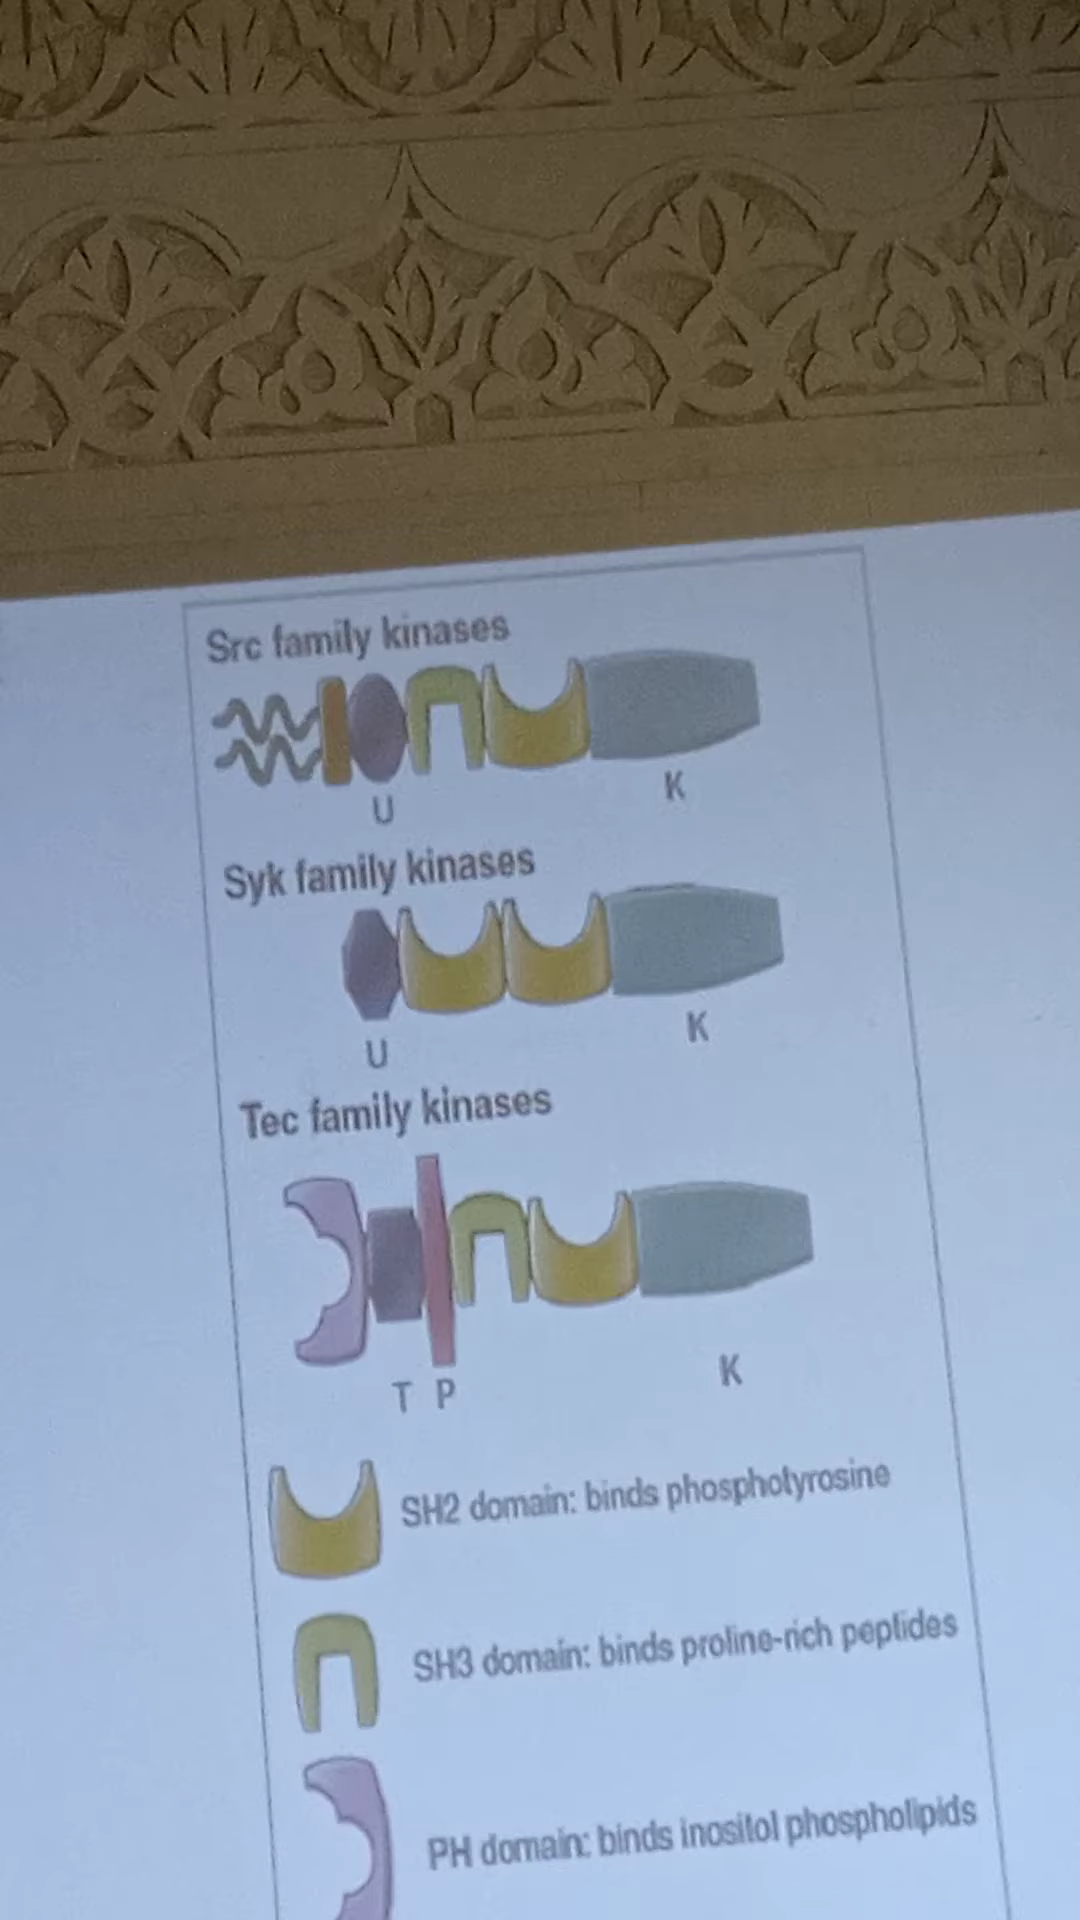 Src family kinases
U K
Syk family kinases
U K
Tec family kinases
T P K
SH2 domain: binds phosphotyrosine
SH3 domain: binds proline-rich peptides
PH domain: binds inositol phospholipids